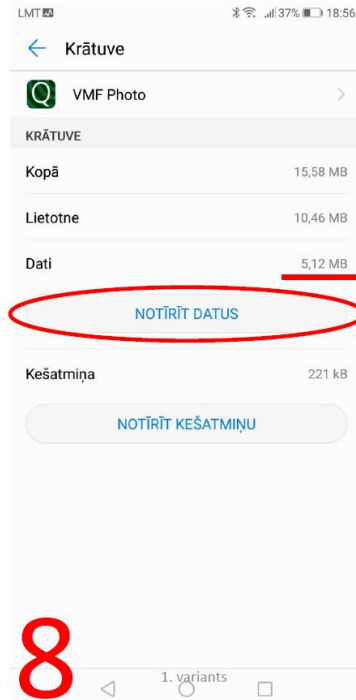 LMT 37% 18:56
Krātuve
Q VMF Photo
KRĀTUVE
Kopā 15,58 MB
Lietotne 10,46 MB
Dati 5,12 MB
NOTĪRĪT DATUS
Kešatmiņa 221 kB
NOTĪRĪT KEŠATMIŅU
8
1. variants